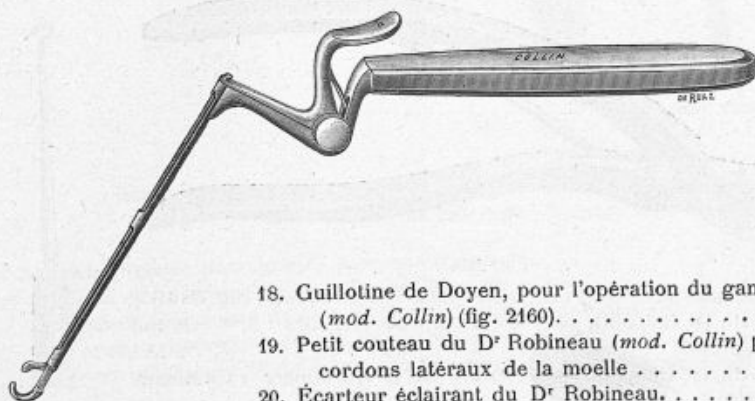 COLLIN
18. Guillotine de Doyen, pour l'opération du gan
(mod. Collin) (fig. 2160). . . . . . . . . . . .
19. Petit couteau du Dr Robineau (mod. Collin) p
cordons latéraux de la moelle . . . . . . . .
20. Écarteur éclairant du Dr Robineau. . . . . .